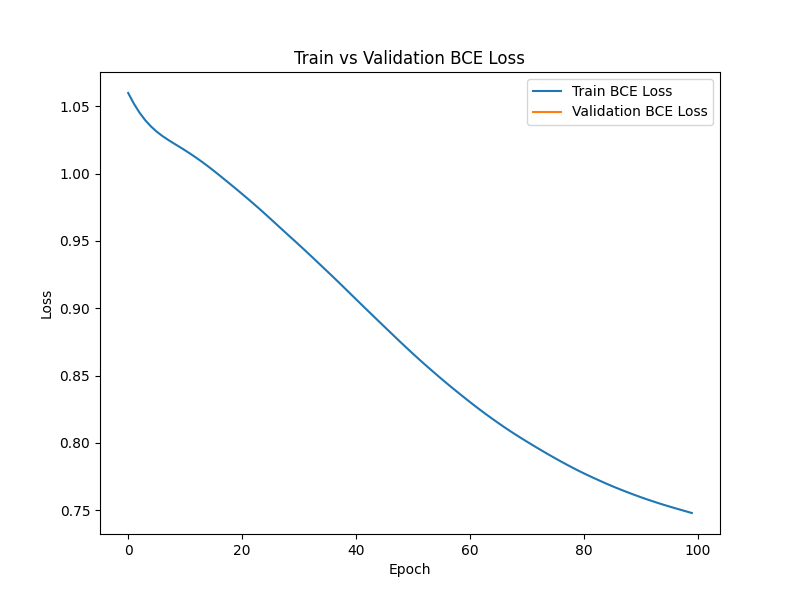 Train vs Validation BCE Loss
Train BCE Loss
Validation BCE Loss
1.05
1.00
0.95
0.90
0.85
0.80
0.75
Loss
0 20 40 60 80 100
Epoch